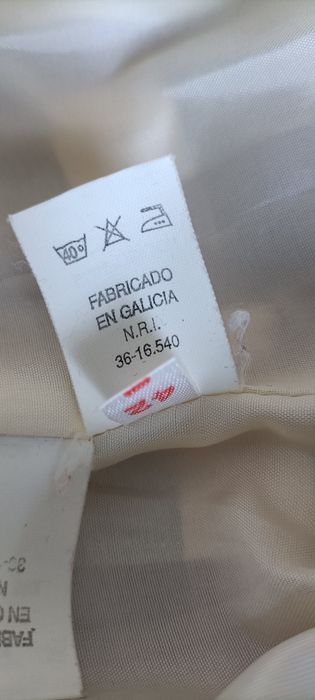 40°
FABRICADO
EN GALICIA
N.R.I.
36-16.540
42